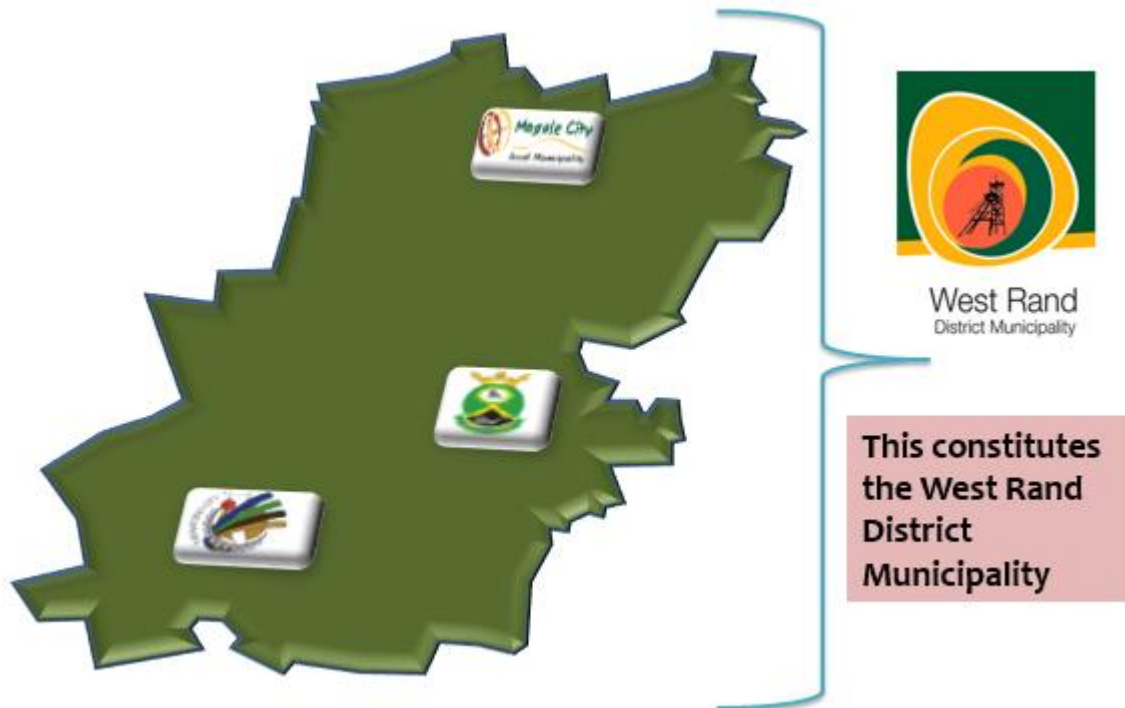 Mogale City
Local Municipality
West Rand
District Municipality
This constitutes
the West Rand
District
Municipality